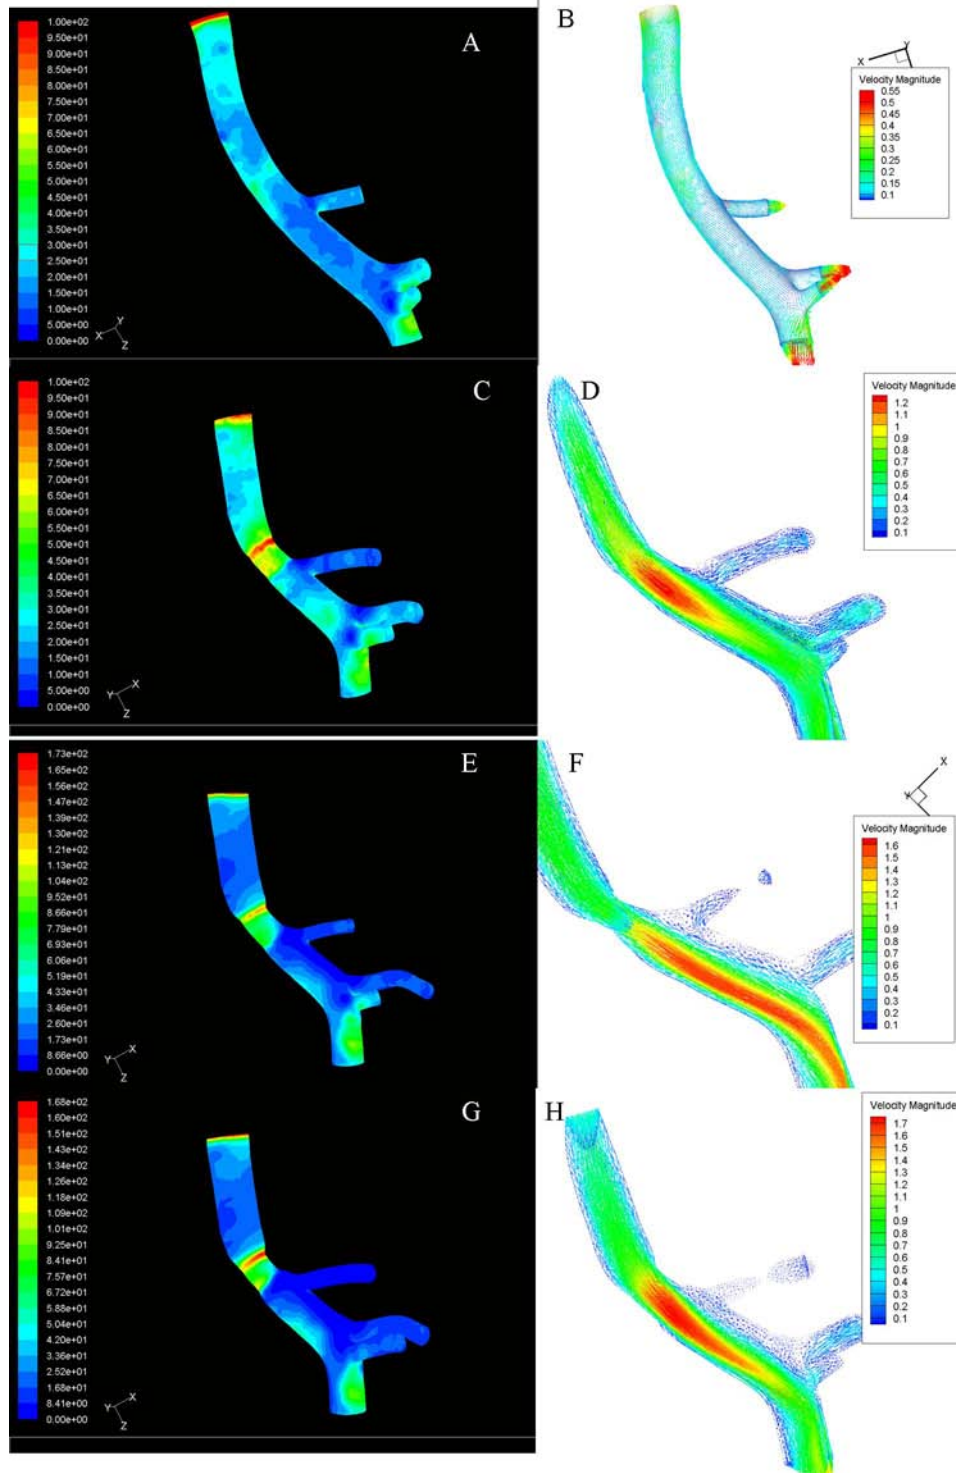 A
1.00e+02
9.50e+01
9.00e+01
8.50e+01
8.00e+01
7.50e+01
7.00e+01
6.50e+01
6.00e+01
5.50e+01
5.00e+01
4.50e+01
4.00e+01
3.50e+01
3.00e+01
2.50e+01
2.00e+01
1.50e+01
1.00e+01
5.00e+00
0.00e+00
X Y Z
B
X Y
Velocity Magnitude
0.55
0.5
0.45
0.4
0.35
0.3
0.25
0.2
0.15
0.1
C
1.00e+02
9.50e+01
9.00e+01
8.50e+01
8.00e+01
7.50e+01
7.00e+01
6.50e+01
6.00e+01
5.50e+01
5.00e+01
4.50e+01
4.00e+01
3.50e+01
3.00e+01
2.50e+01
2.00e+01
1.50e+01
1.00e+01
5.00e+00
0.00e+00
Y X Z
D
Velocity Magnitude
1.2
1.1
1
0.9
0.8
0.7
0.6
0.5
0.4
0.3
0.2
0.1
E
1.73e+02
1.65e+02
1.56e+02
1.47e+02
1.39e+02
1.30e+02
1.21e+02
1.13e+02
1.04e+02
9.52e+01
8.66e+01
7.79e+01
6.93e+01
6.06e+01
5.19e+01
4.33e+01
3.46e+01
2.60e+01
1.73e+01
8.66e+00
0.00e+00
Y X Z
F
X
Y
Velocity Magnitude
1.6
1.5
1.4
1.3
1.2
1.1
1
0.9
0.8
0.7
0.6
0.5
0.4
0.3
0.2
0.1
G
1.68e+02
1.60e+02
1.51e+02
1.43e+02
1.34e+02
1.26e+02
1.18e+02
1.09e+02
1.01e+02
9.25e+01
8.41e+01
7.57e+01
6.72e+01
5.88e+01
5.04e+01
4.20e+01
3.36e+01
2.52e+01
1.68e+01
8.41e+00
0.00e+00
Y X Z
H
Velocity Magnitude
1.7
1.6
1.5
1.4
1.3
1.2
1.1
1
0.9
0.8
0.7
0.6
0.5
0.4
0.3
0.2
0.1